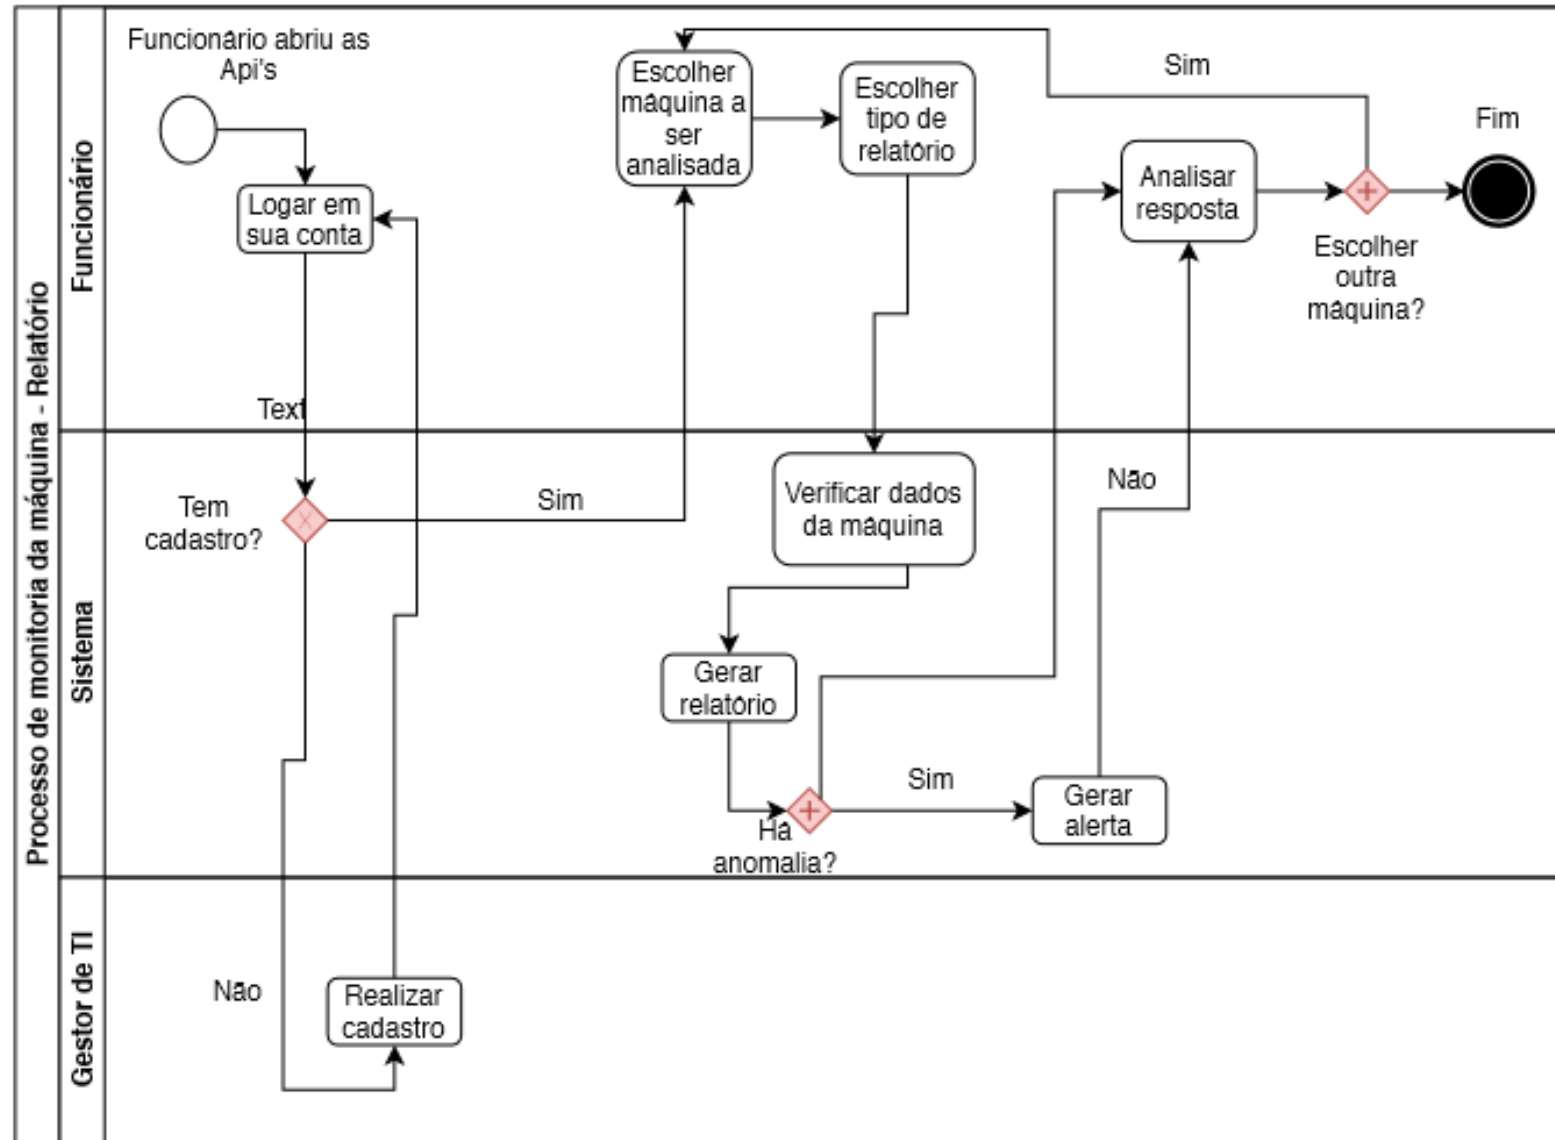 Processo de monitoria da máquina - Relatório
Funcionário
Funcionário abriu as
Api's
Logar em
sua conta
Text
Escolher
máquina a
ser
analisada
Escolher
tipo de
relatório
Sim
Fim
Analisar
resposta
Escolher
outra
máquina?
Sistema
Tem
cadastro?
Sim
Verificar dados
da máquina
Não
Gerar
relatório
Há
anomalia?
Sim
Gerar
alerta
Gestor de TI
Não
Realizar
cadastro